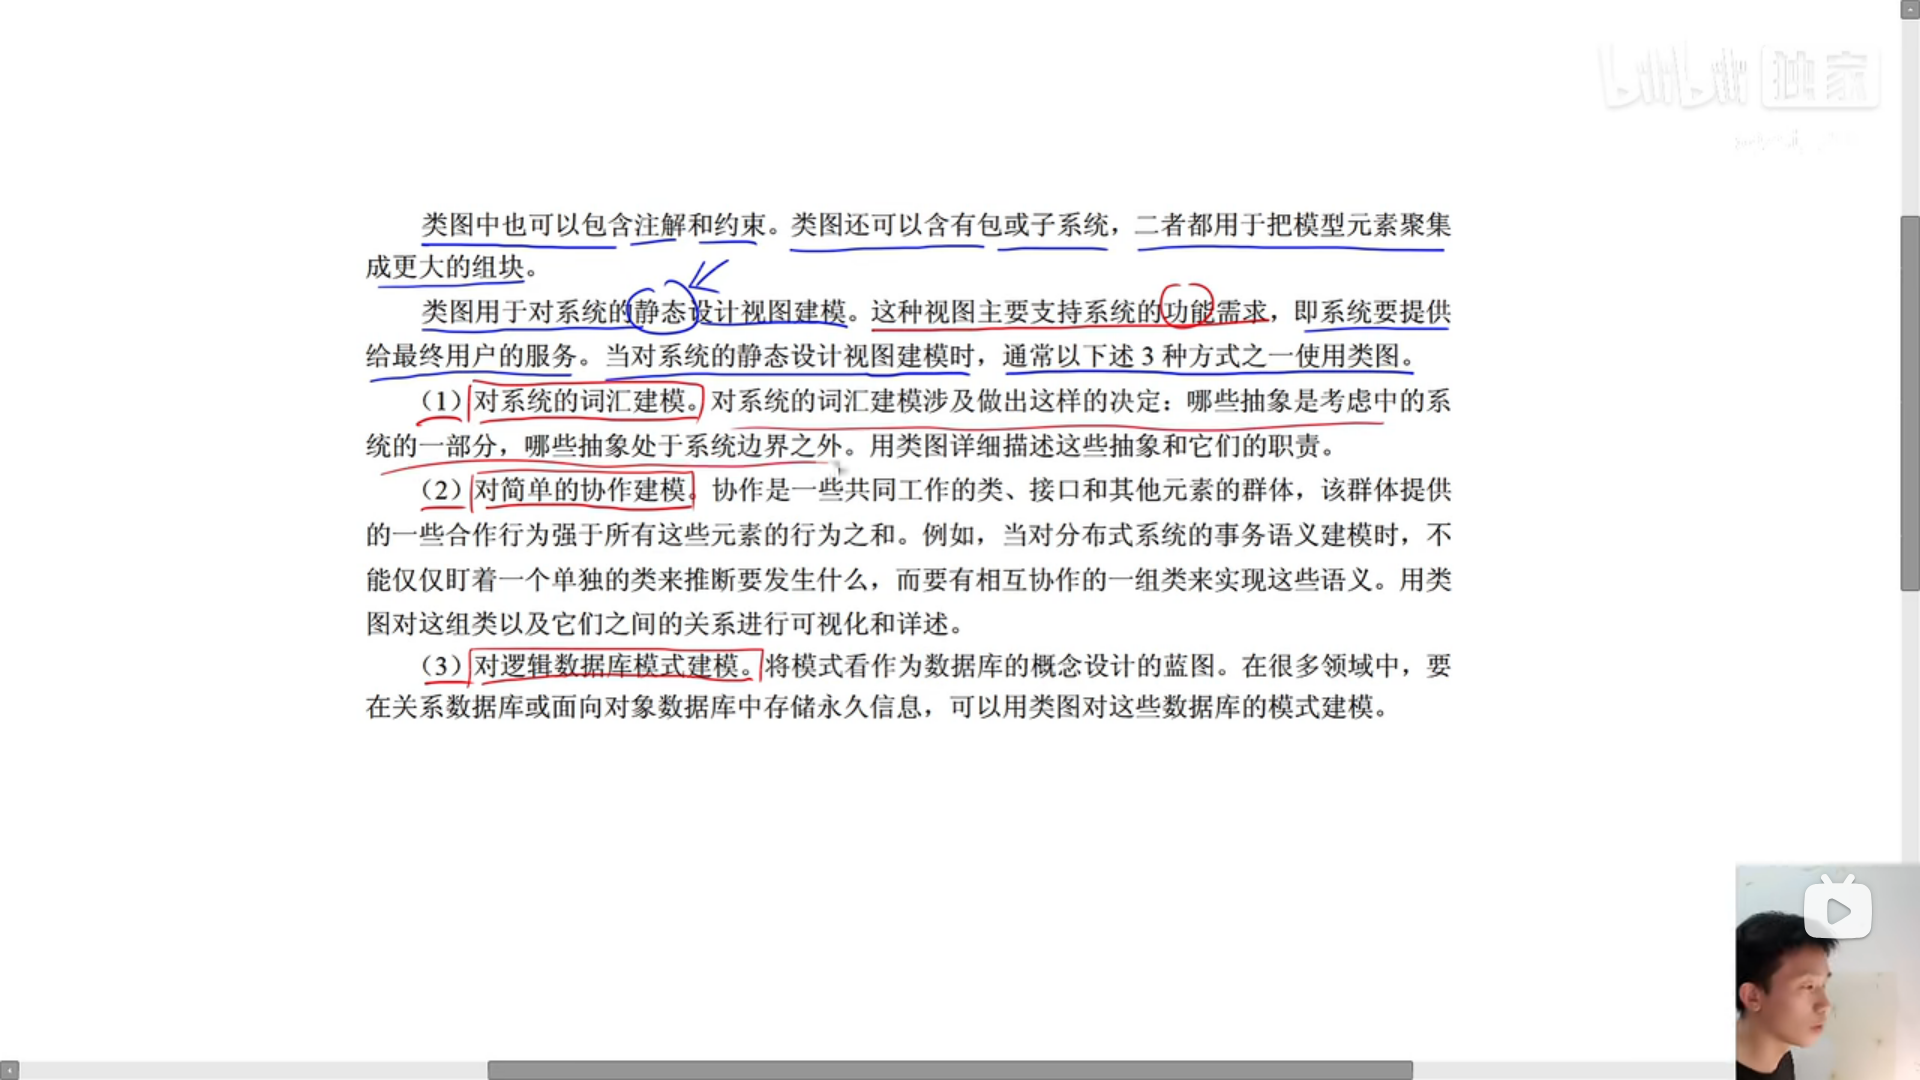 bilibili 独家
类图中也可以包含注解和约束。类图还可以含有包或子系统，二者都用于把模型元素聚集
成更大的组块。
类图用于对系统的静态设计视图建模。这种视图主要支持系统的功能需求，即系统要提供
给最终用户的服务。当对系统的静态设计视图建模时，通常以下述 3 种方式之一使用类图。
（1）对系统的词汇建模。对系统的词汇建模涉及做出这样的决定：哪些抽象是考虑中的系
统的一部分，哪些抽象处于系统边界之外。用类图详细描述这些抽象和它们的职责。
（2）对简单的协作建模。协作是一些共同工作的类、接口和其他元素的群体，该群体提供
的一些合作行为强于所有这些元素的行为之和。例如，当对分布式系统的事务语义建模时，不
能仅仅盯着一个单独的类来推断要发生什么，而要有相互协作的一组类来实现这些语义。用类
图对这组类以及它们之间的关系进行可视化和详述。
（3）对逻辑数据库模式建模。将模式看作为数据库的概念设计的蓝图。在很多领域中，要
在关系数据库或面向对象数据库中存储永久信息，可以用类图对这些数据库的模式建模。